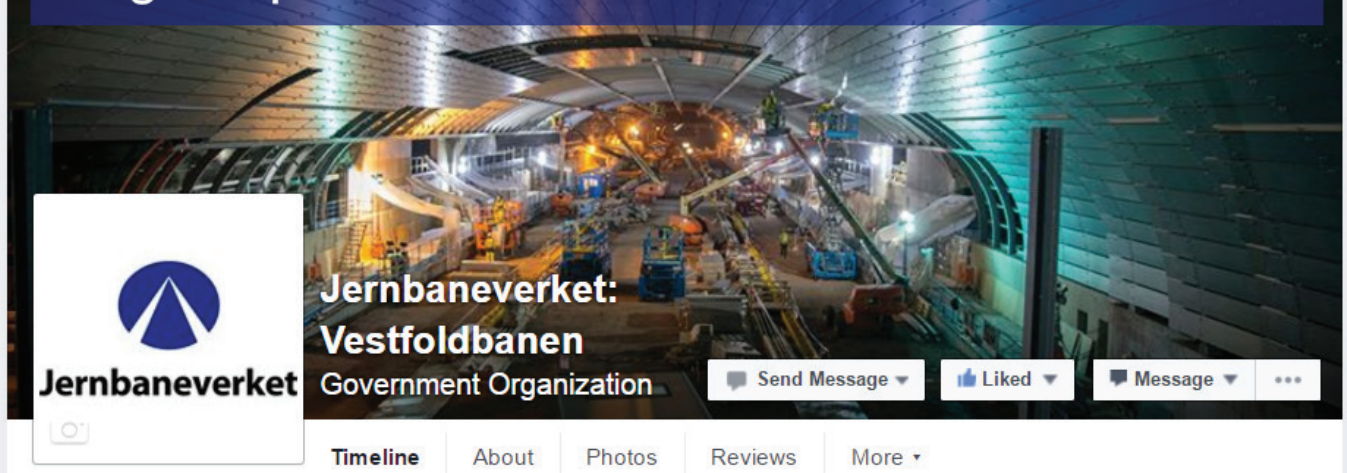 Jernbaneverket:
Vestfoldbanen
Government Organization
Jernbaneverket
Send Message
Liked
Message
Timeline
About
Photos
Reviews
More